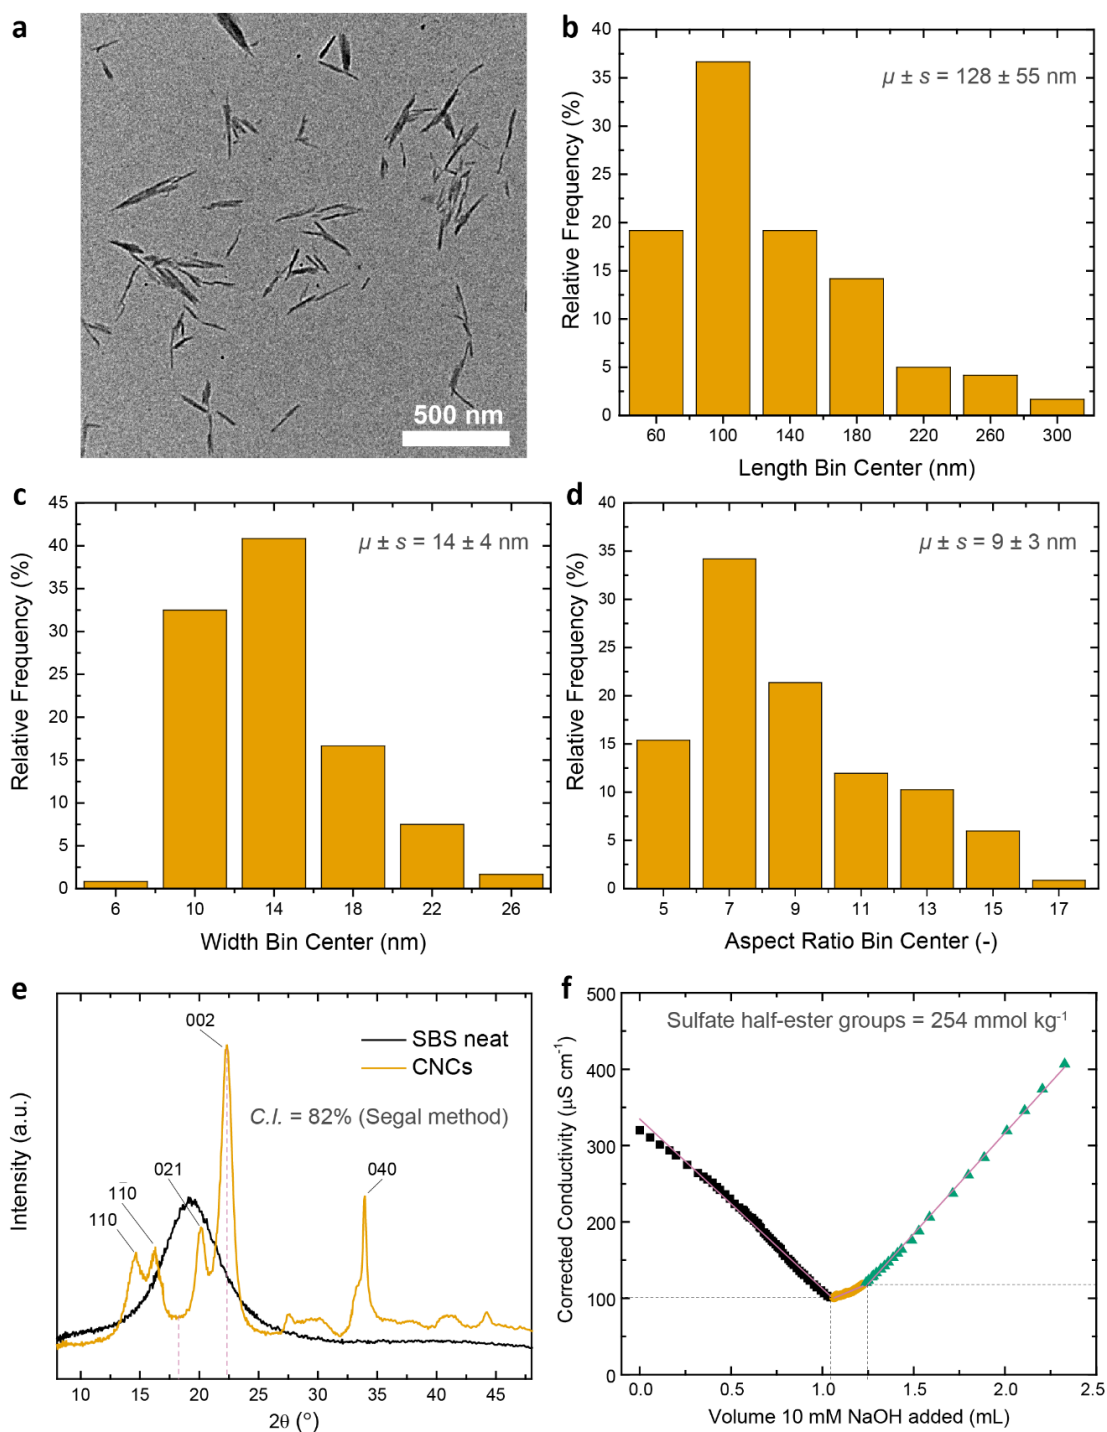 a
500 nm
b
40
35
30
25
20
15
10
5
0
Relative Frequency (%)
μ ± s = 128 ± 55 nm
60 100 140 180 220 260 300
Length Bin Center (nm)
c
45
40
35
30
25
20
15
10
5
0
Relative Frequency (%)
μ ± s = 14 ± 4 nm
6 10 14 18 22 26
Width Bin Center (nm)
d
40
35
30
25
20
15
10
5
0
Relative Frequency (%)
μ ± s = 9 ± 3 nm
5 7 9 11 13 15 17
Aspect Ratio Bin Center (-)
e
Intensity (a.u.)
002
SBS neat
CNCs
C.I. = 82% (Segal method)
021
040
11̅0
110
10 15 20 25 30 35 40 45
2θ (°)
f
500
400
300
200
100
0
Corrected Conductivity (μS cm⁻¹)
Sulfate half-ester groups = 254 mmol kg⁻¹
0.0 0.5 1.0 1.5 2.0 2.5
Volume 10 mM NaOH added (mL)